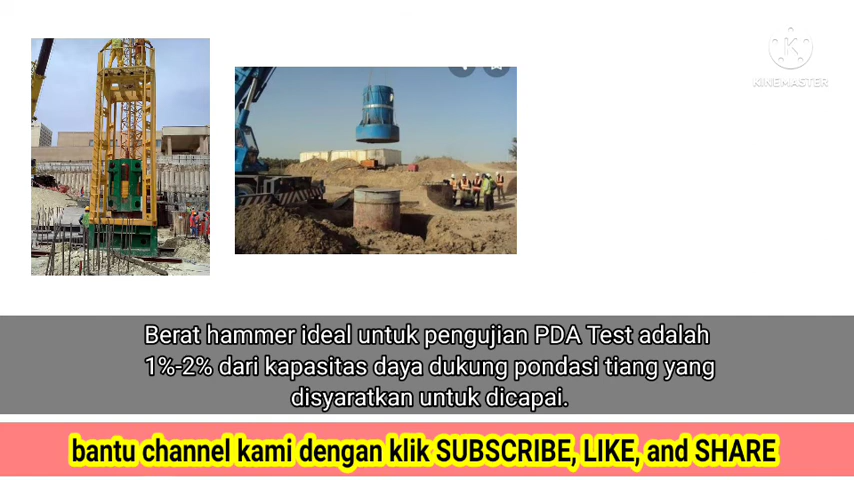 KINEMASTER
Berat hammer ideal untuk pengujian PDA Test adalah
1%-2% dari kapasitas daya dukung pondasi tiang yang
disyaratkan untuk dicapai.
bantu channel kami dengan klik SUBSCRIBE, LIKE, and SHARE